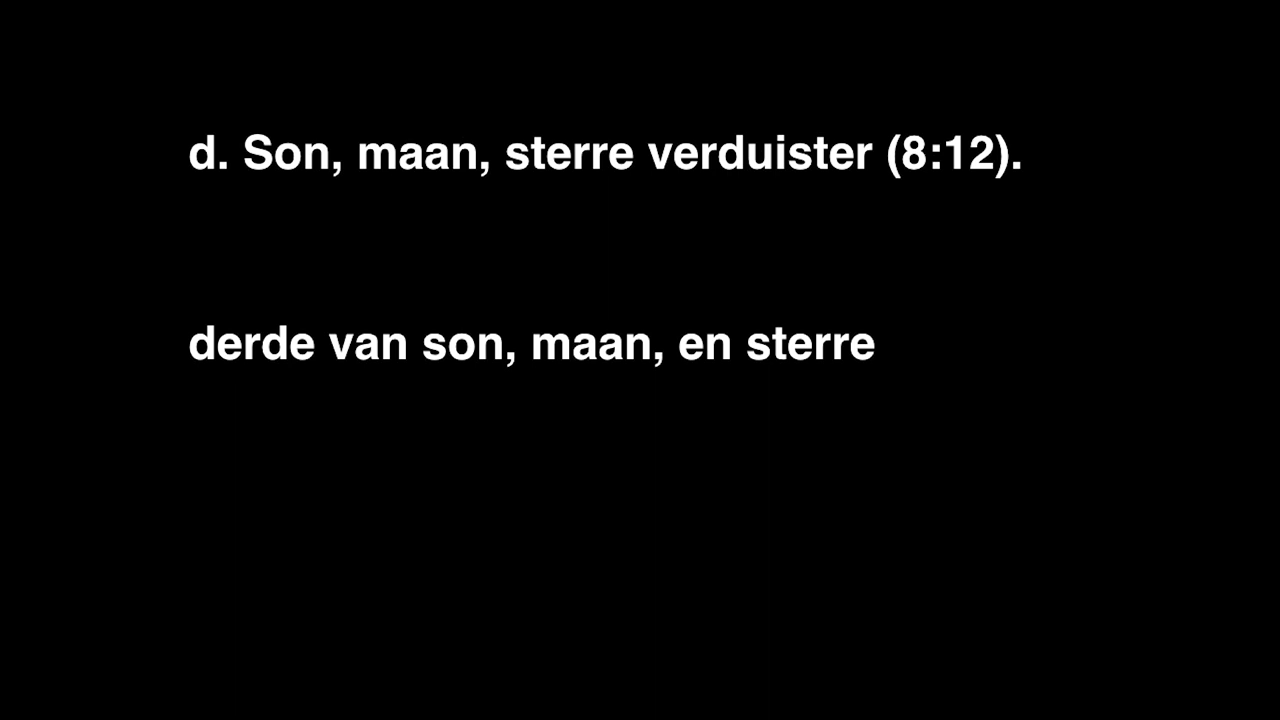 d. Son, maan, sterre verduister (8:12).
derde van son, maan, en sterre